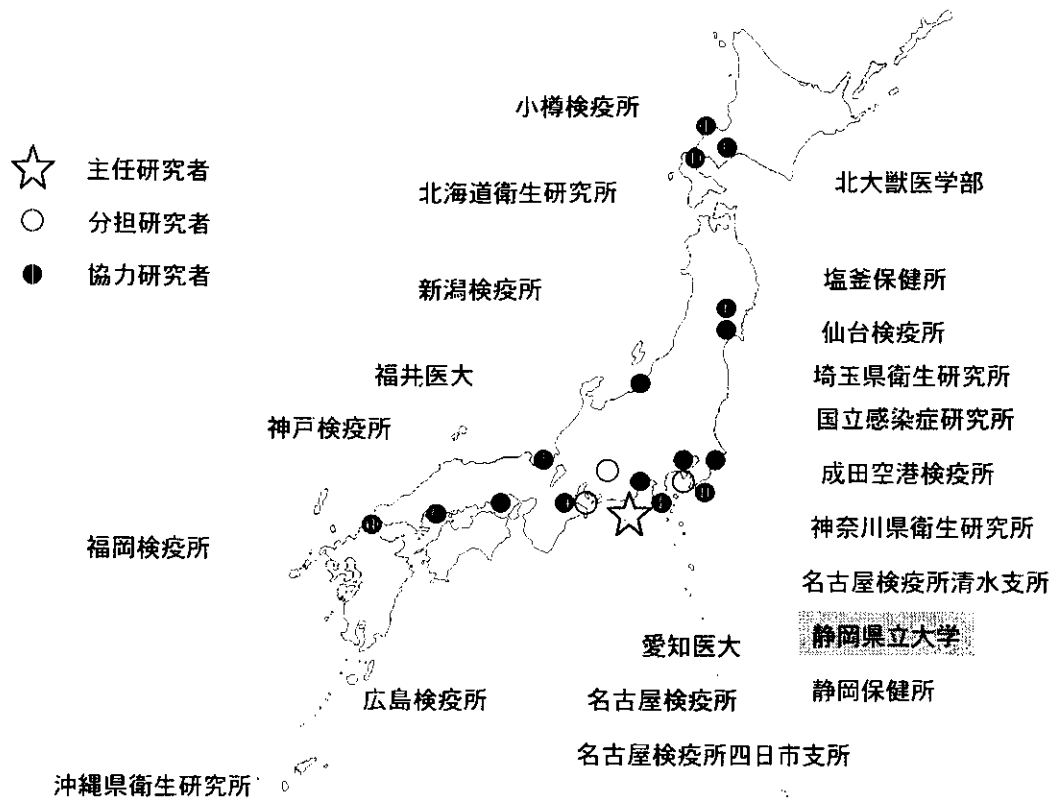 小樽検疫所
主任研究者
北海道衛生研究所
北大獣医学部
分担研究者
協力研究者
新潟検疫所
塩釜保健所
仙台検疫所
福井医大
埼玉県衛生研究所
神戸検疫所
国立感染症研究所
成田空港検疫所
福岡検疫所
神奈川県衛生研究所
名古屋検疫所清水支所
愛知医大
静岡県立大学
広島検疫所
名古屋検疫所
静岡保健所
名古屋検疫所四日市支所
沖縄県衛生研究所